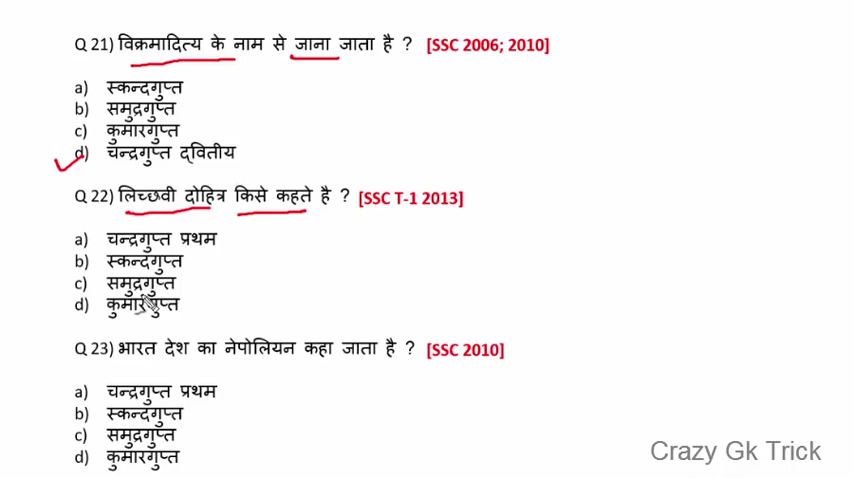 Q 21) विक्रमादित्य के नाम से जाना जाता है ? [SSC 2006; 2010]
a) स्कन्दगुप्त
b) समुद्रगुप्त
c) कुमारगुप्त
d) चन्द्रगुप्त द्वितीय
Q 22) लिच्छवी दोहित्र किसे कहते है ? [SSC T-1 2013]
a) चन्द्रगुप्त प्रथम
b) स्कन्दगुप्त
c) समुद्रगुप्त
d) कुमारगुप्त
Q 23) भारत देश का नेपोलियन कहा जाता है ? [SSC 2010]
a) चन्द्रगुप्त प्रथम
b) स्कन्दगुप्त
c) समुद्रगुप्त
d) कुमारगुप्त
Crazy Gk Trick